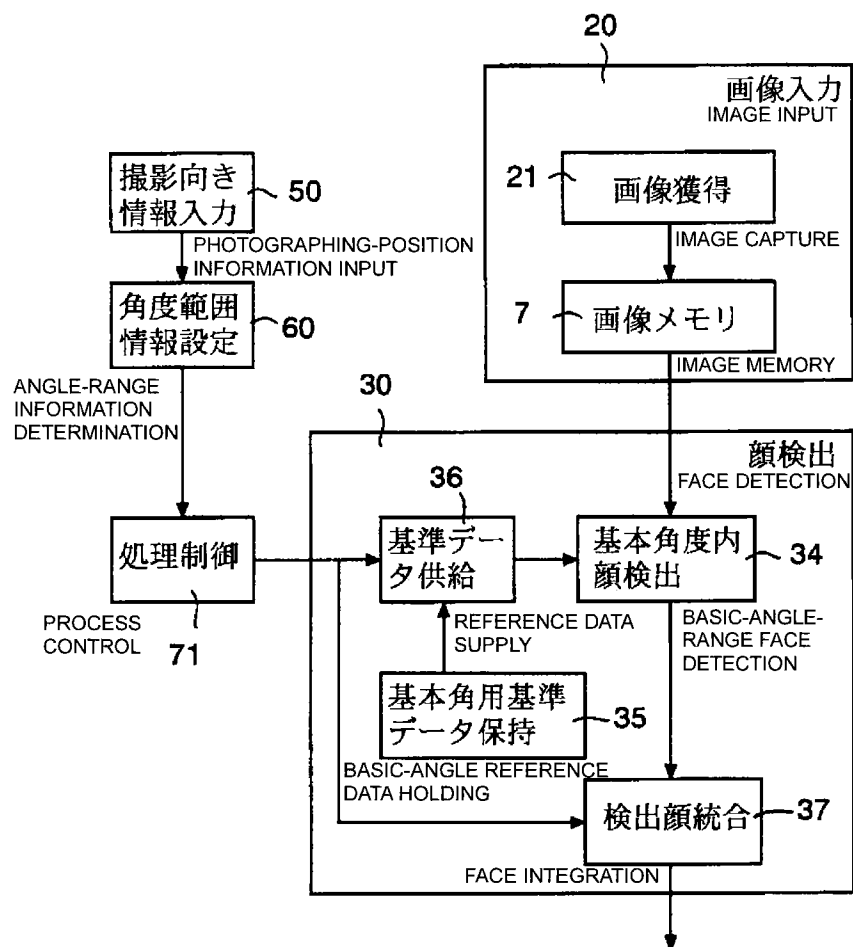 20
画像入力
IMAGE INPUT
21
画像獲得
IMAGE CAPTURE
7
画像メモリ
IMAGE MEMORY
撮影向き
情報入力
50
PHOTOGRAPHING-POSITION
INFORMATION INPUT
角度範囲
情報設定
60
ANGLE-RANGE
INFORMATION
DETERMINATION
処理制御
PROCESS
CONTROL
71
30
顔検出
FACE DETECTION
36
基準デー
タ供給
REFERENCE DATA
SUPPLY
基本角度内
顔検出
34
BASIC-ANGLE-
RANGE FACE
DETECTION
基本角用基準
データ保持
35
BASIC-ANGLE REFERENCE
DATA HOLDING
検出顔統合
37
FACE INTEGRATION